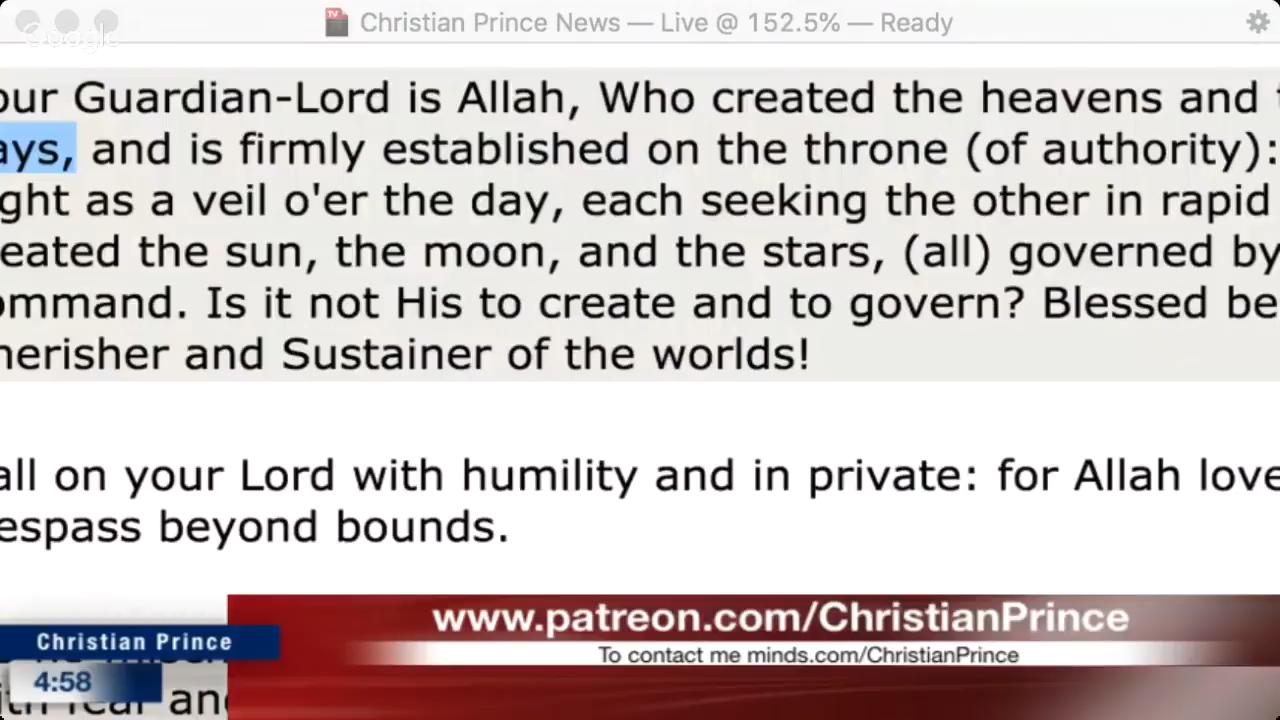 Christian Prince News — Live @ 152.5% — Ready
Google
our Guardian-Lord is Allah, Who created the heavens and
ays, and is firmly established on the throne (of authority):
ght as a veil o'er the day, each seeking the other in rapid
eated the sun, the moon, and the stars, (all) governed by
ommand. Is it not His to create and to govern? Blessed be
herisher and Sustainer of the worlds!
all on your Lord with humility and in private: for Allah love
espass beyond bounds.
www.patreon.com/ChristianPrince
Christian Prince
To contact me minds.com/ChristianPrince
4:58
ith fear and